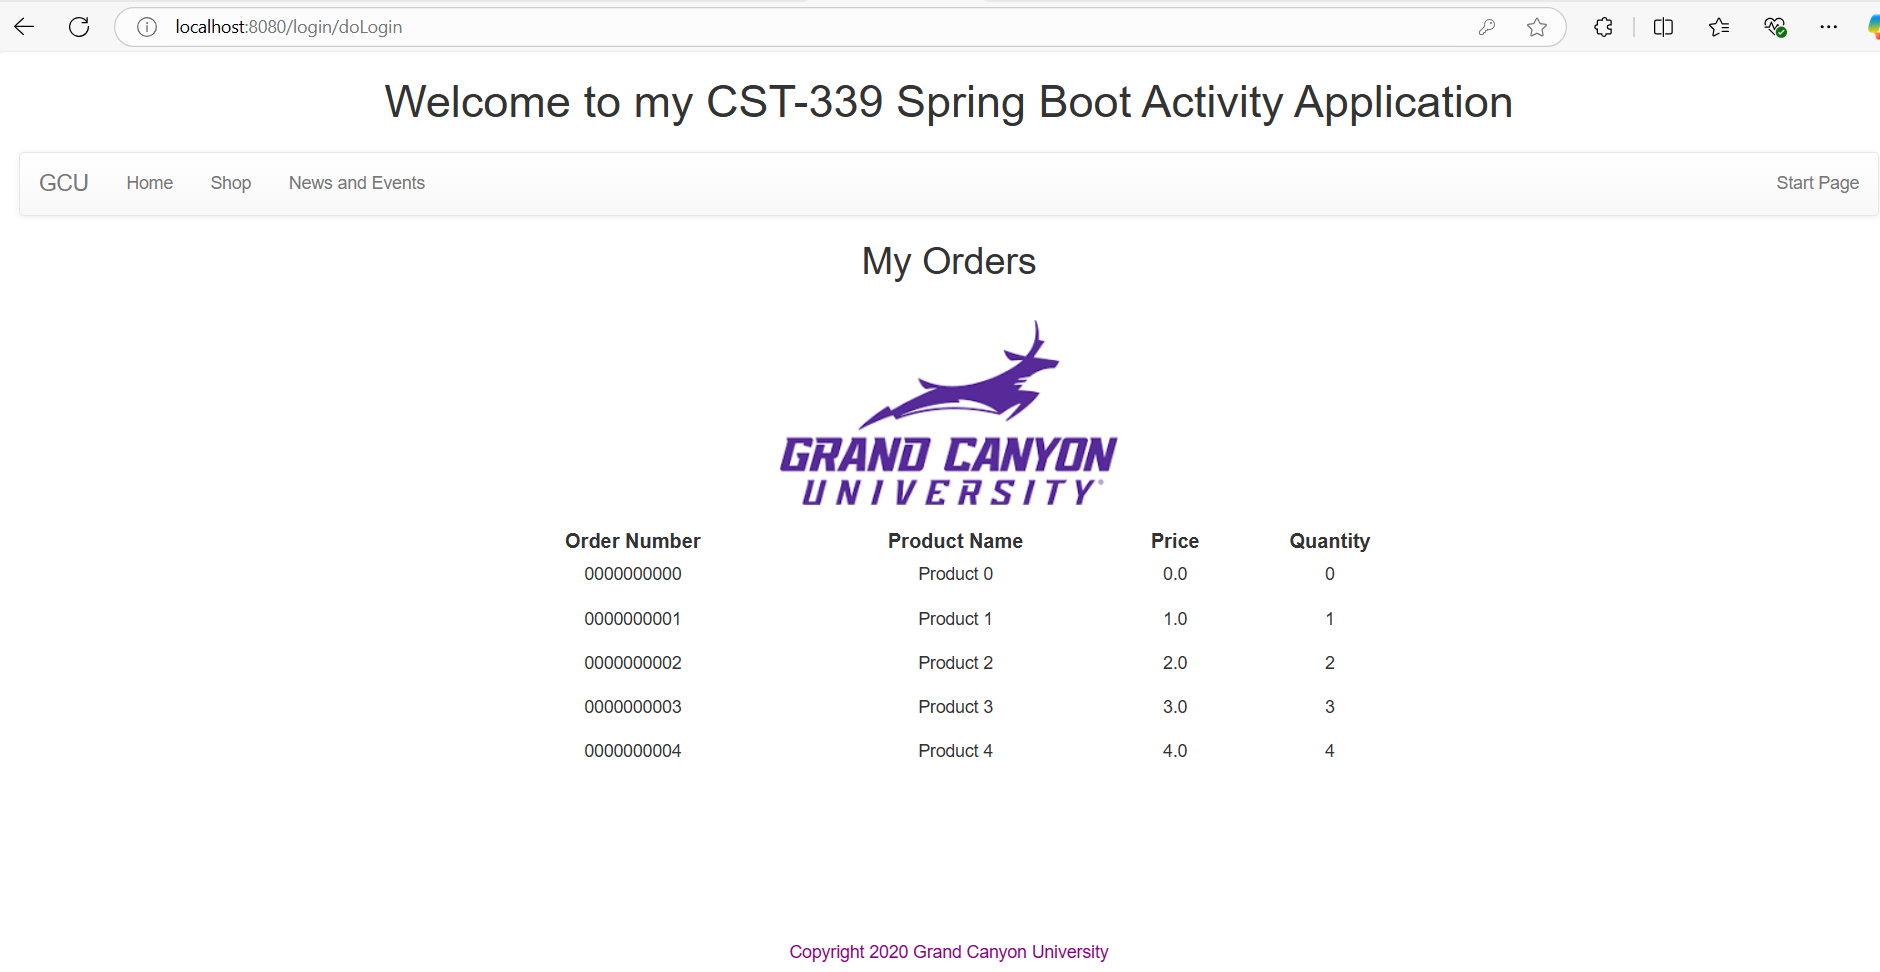 localhost:8080/login/doLogin
Welcome to my CST-339 Spring Boot Activity Application
GCU Home Shop News and Events Start Page
My Orders
GRAND CANYON
UNIVERSITY
Order Number Product Name Price Quantity
0000000000 Product 0 0.0 0
0000000001 Product 1 1.0 1
0000000002 Product 2 2.0 2
0000000003 Product 3 3.0 3
0000000004 Product 4 4.0 4
Copyright 2020 Grand Canyon University